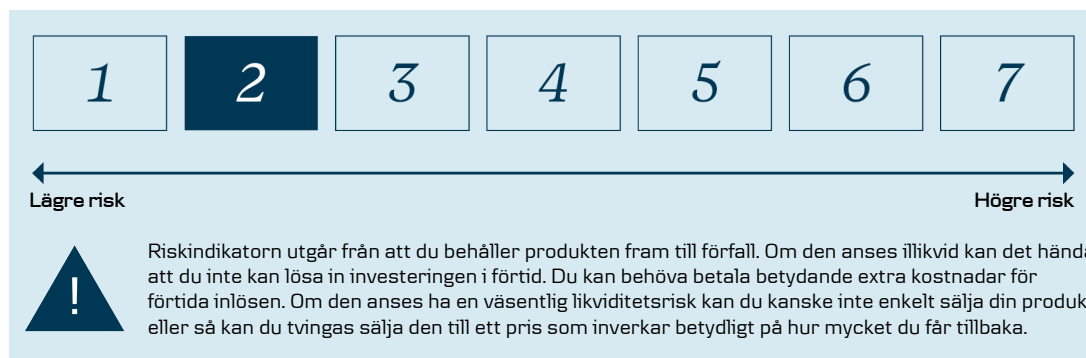 1 2 3 4 5 6 7
Lägre risk Högre risk
!
Riskindikatorn utgår från att du behåller produkten fram till förfall. Om den anses illikvid kan det hända
att du inte kan lösa in investeringen i förtid. Du kan behöva betala betydande extra kostnadar för
förtida inlösen. Om den anses ha en väsentlig likviditetsrisk kan du kanske inte enkelt sälja din produk
eller så kan du tvingas sälja den till ett pris som inverkar betydligt på hur mycket du får tillbaka.